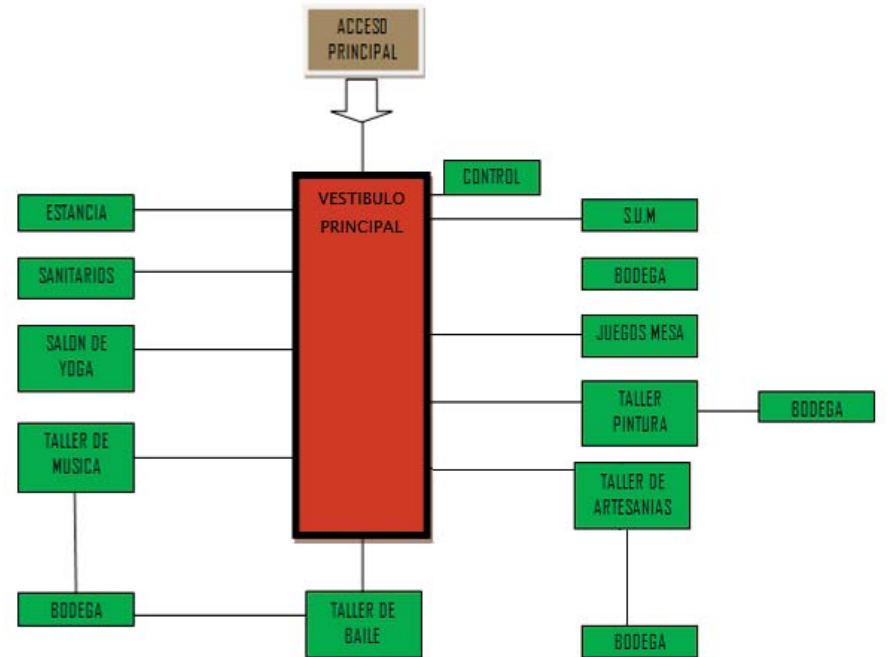 ACCESO
PRINCIPAL
VESTIBULO
PRINCIPAL
CONTROL
ESTANCIA
S.U.M
SANITARIOS
BODEGA
SALON DE
YOGA
JUEGOS MESA
TALLER
PINTURA
BODEGA
TALLER DE
MUSICA
TALLER DE
ARTESANIAS
BODEGA
TALLER DE
BAILE
BODEGA